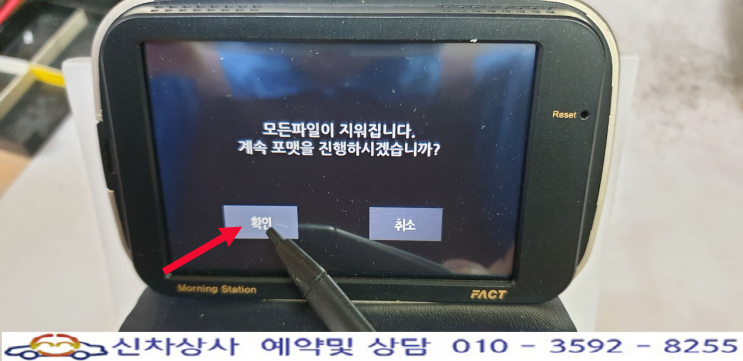 모든파일이 지워집니다.
계속 포맷을 진행하시겠습니까?
Reset
확인
취소
Morning Station
FACT
신차상사 예약및 상담 010 - 3592 - 8255